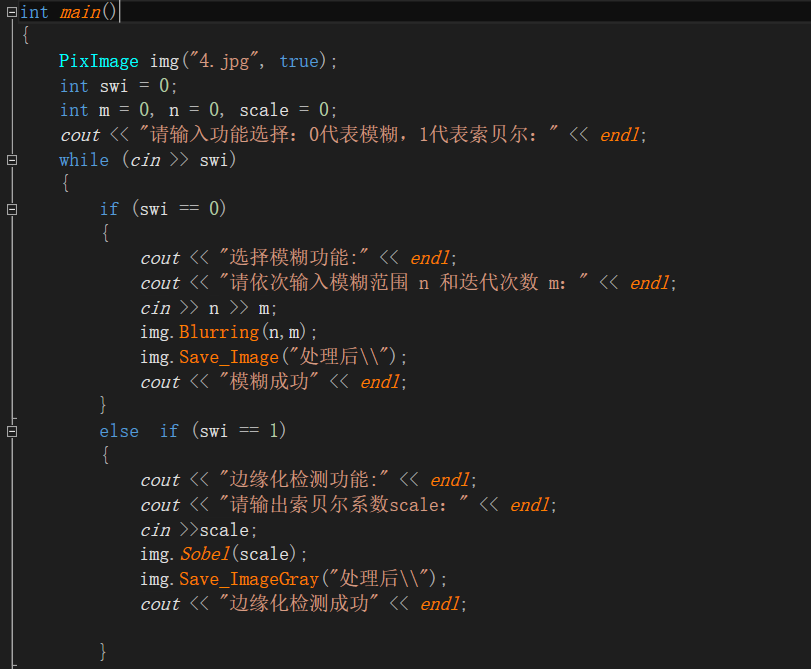 int main()
{
PixImage img("4.jpg", true);
int swi = 0;
int m = 0, n = 0, scale = 0;
cout << "请输入功能选择：0代表模糊，1代表索贝尔：" << endl;
while (cin >> swi)
{
if (swi == 0)
{
cout << "选择模糊功能:" << endl;
cout << "请依次输入模糊范围 n 和迭代次数 m：" << endl;
cin >> n >> m;
img.Blurring(n,m);
img.Save_Image("处理后\\");
cout << "模糊成功" << endl;
}
else  if (swi == 1)
{
cout << "边缘化检测功能:" << endl;
cout << "请输出索贝尔系数scale：" << endl;
cin >>scale;
img.Sobel(scale);
img.Save_ImageGray("处理后\\");
cout << "边缘化检测成功" << endl;
}